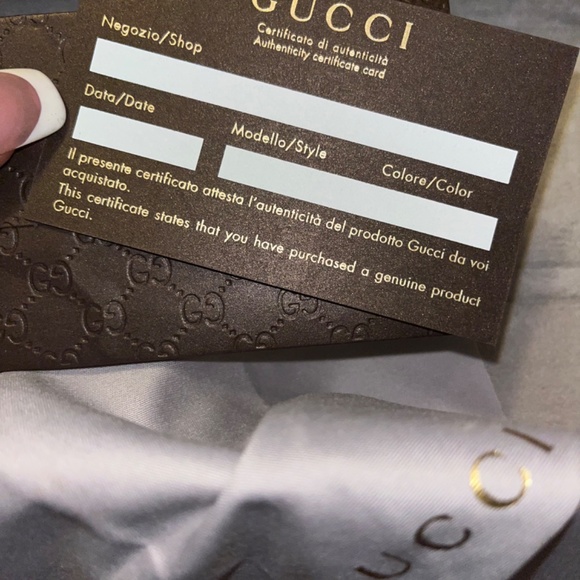 GUCCI
Certificato di autenticità
Authenticity certificate card
Negozio/Shop
Data/Date
Modello/Style
Colore/Color
Il presente certificato attesta l'autenticità del prodotto Gucci da voi
acquistato.
This certificate states that you have purchased a genuine product
Gucci.
UCCI